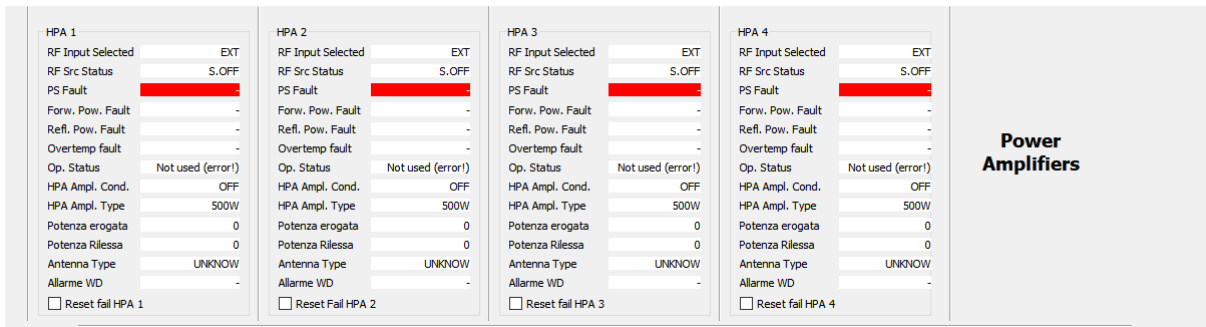 HPA 1
RF Input Selected EXT
RF Src Status S.OFF
PS Fault -
Forw. Pow. Fault -
Refl. Pow. Fault -
Overtemp fault -
Op. Status Not used (error!)
HPA Ampl. Cond. OFF
HPA Ampl. Type 500W
Potenza erogata 0
Potenza Rilessa 0
Antenna Type UNKNOW
Allarme WD -
Reset fail HPA 1
HPA 2
RF Input Selected EXT
RF Src Status S.OFF
PS Fault -
Forw. Pow. Fault -
Refl. Pow. Fault -
Overtemp fault -
Op. Status Not used (error!)
HPA Ampl. Cond. OFF
HPA Ampl. Type 500W
Potenza erogata 0
Potenza Rilessa 0
Antenna Type UNKNOW
Allarme WD -
Reset Fail HPA 2
HPA 3
RF Input Selected EXT
RF Src Status S.OFF
PS Fault -
Forw. Pow. Fault -
Refl. Pow. Fault -
Overtemp fault -
Op. Status Not used (error!)
HPA Ampl. Cond. OFF
HPA Ampl. Type 500W
Potenza erogata 0
Potenza Rilessa 0
Antenna Type UNKNOW
Allarme WD -
Reset fail HPA 3
HPA 4
RF Input Selected EXT
RF Src Status S.OFF
PS Fault -
Forw. Pow. Fault -
Refl. Pow. Fault -
Overtemp fault -
Op. Status Not used (error!)
HPA Ampl. Cond. OFF
HPA Ampl. Type 500W
Potenza erogata 0
Potenza Rilessa 0
Antenna Type UNKNOW
Allarme WD -
Reset fail HPA 4
Power
Amplifiers